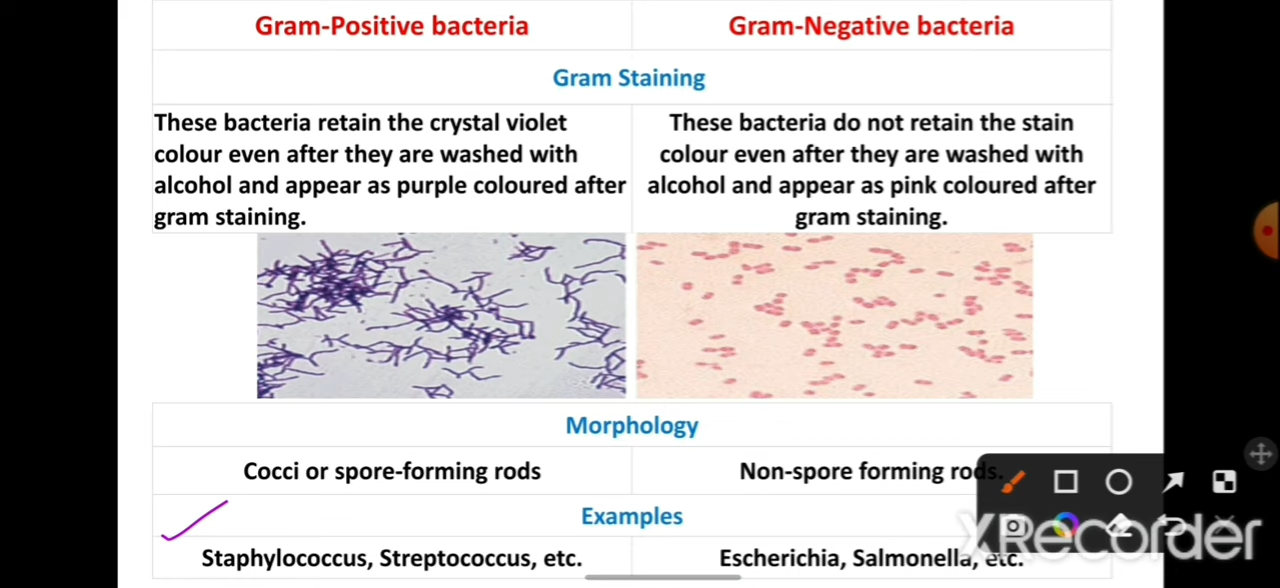 Gram-Positive bacteria
Gram-Negative bacteria
Gram Staining
These bacteria retain the crystal violet
colour even after they are washed with
alcohol and appear as purple coloured after
gram staining.
These bacteria do not retain the stain
colour even after they are washed with
alcohol and appear as pink coloured after
gram staining.
Morphology
Cocci or spore-forming rods
Non-spore forming rods.
Examples
Staphylococcus, Streptococcus, etc.
Escherichia, Salmonella, etc.
XRecorder